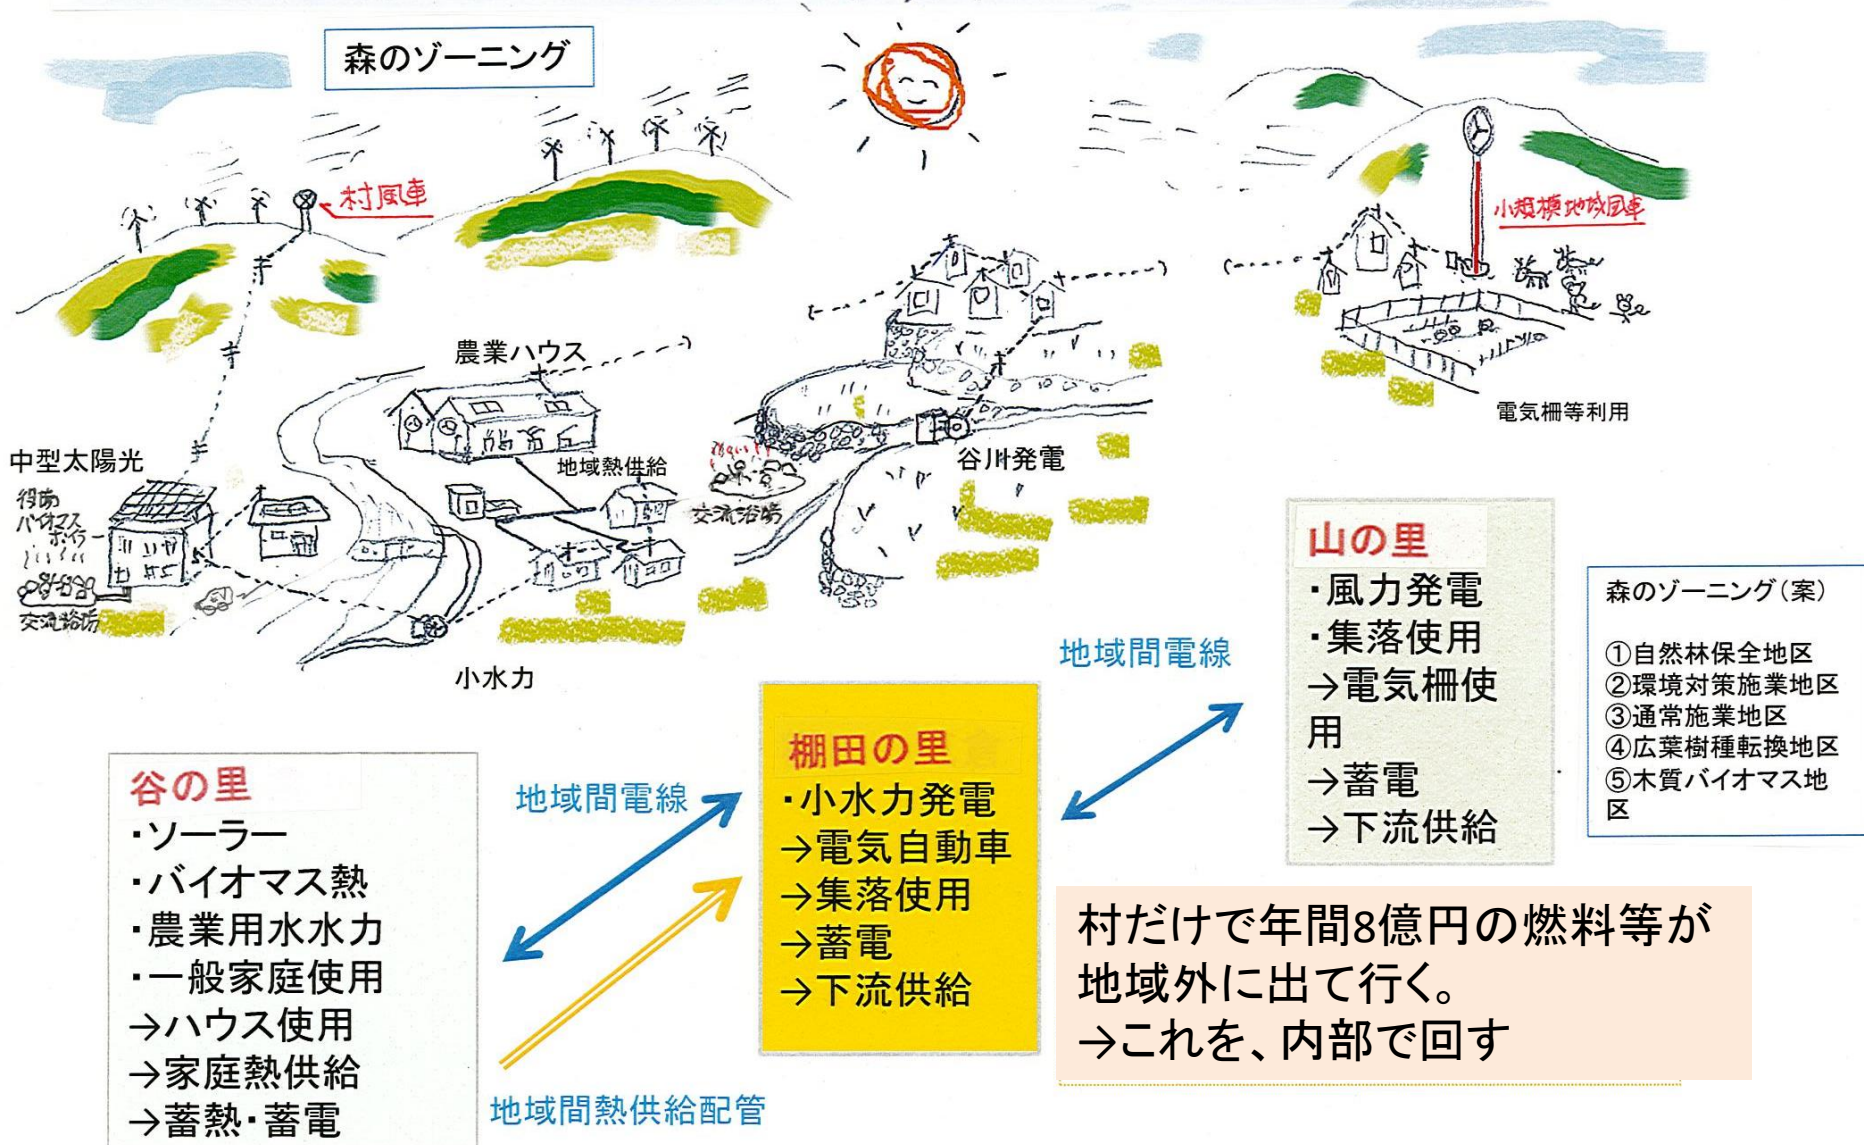 森のゾーニング
村風車
小規模地域風車
農業ハウス
電気柵等利用
中型太陽光
地域熱供給
谷川発電
役場
バイオマス
ボイラー
交流浴場
交流浴場
小水力
谷の里
・ソーラー
・バイオマス熱
・農業用水水力
・一般家庭使用
→ハウス使用
→家庭熱供給
→蓄熱・蓄電
地域間電線
地域間熱供給配管
棚田の里
・小水力発電
→電気自動車
→集落使用
→蓄電
→下流供給
地域間電線
山の里
・風力発電
・集落使用
→電気柵使
用
→蓄電
→下流供給
森のゾーニング（案）
①自然林保全地区
②環境対策施業地区
③通常施業地区
④広葉樹種転換地区
⑤木質バイオマス地
区
村だけで年間8億円の燃料等が
地域外に出て行く。
→これを、内部で回す